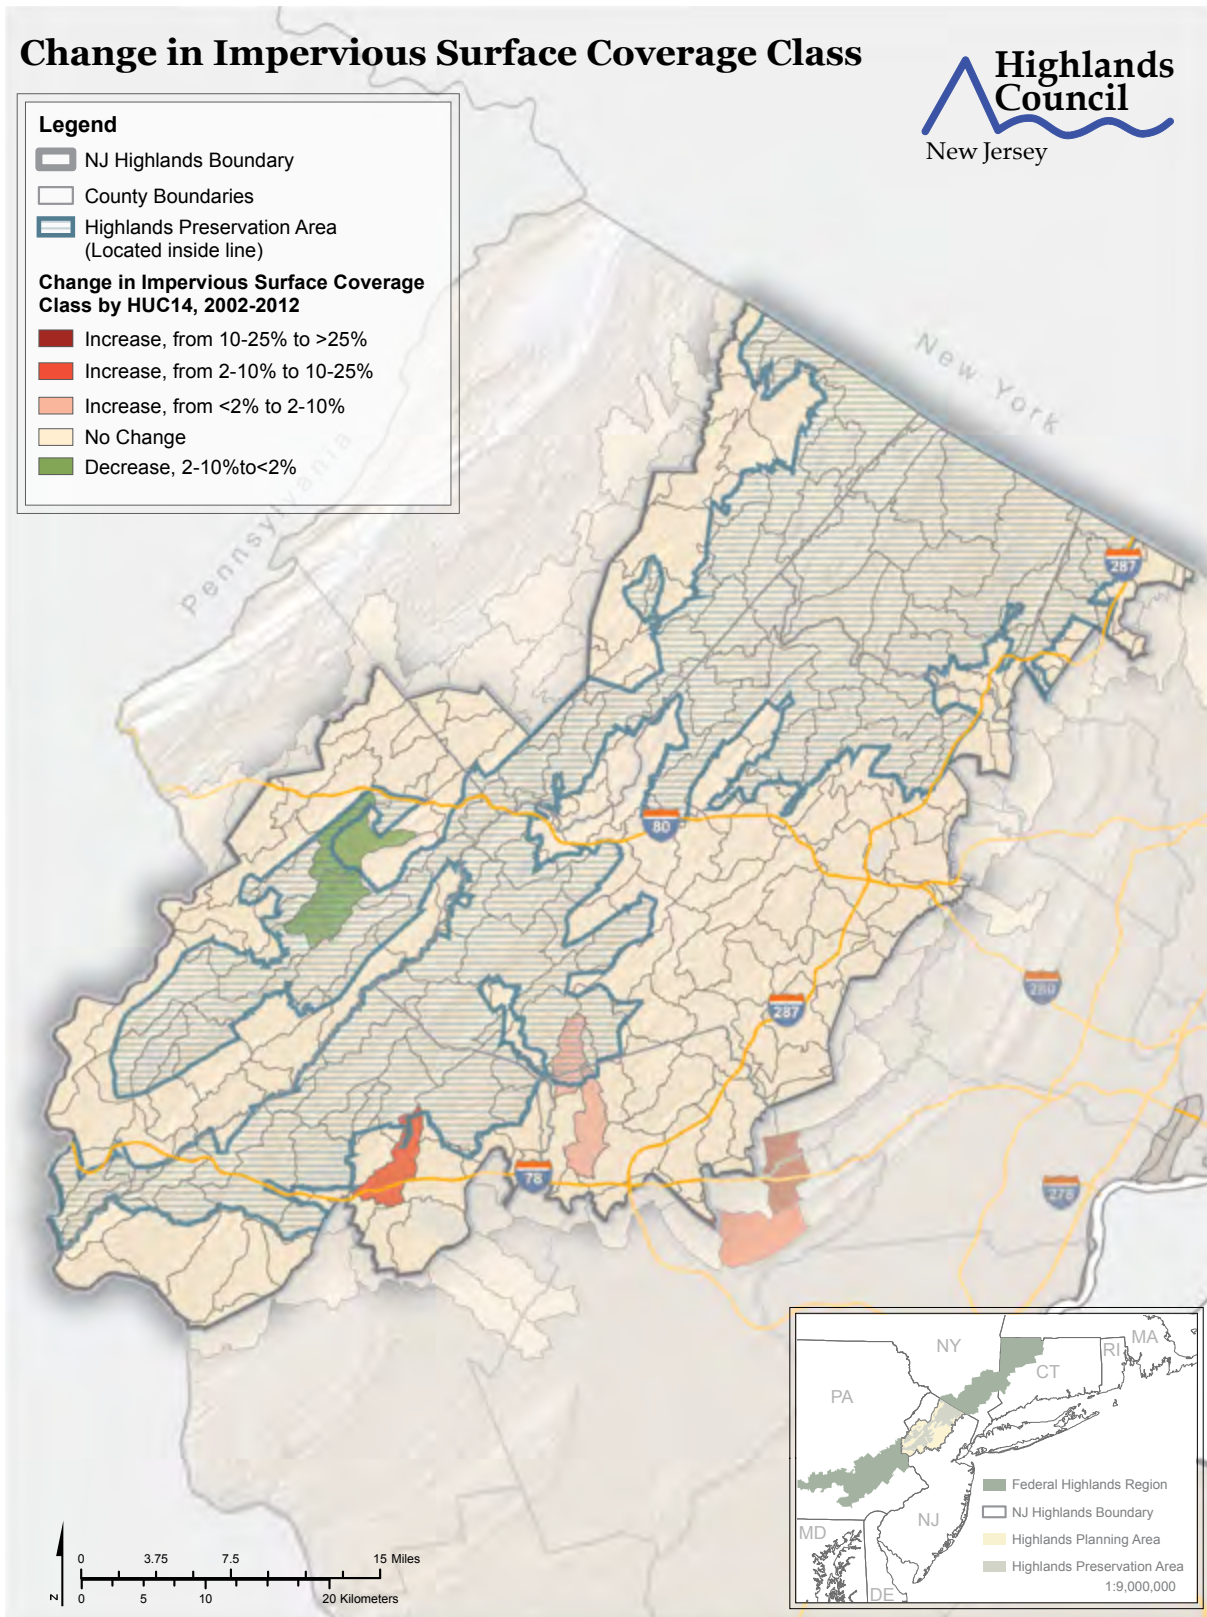 Change in Impervious Surface Coverage Class
Highlands
Council
New Jersey
Legend
NJ Highlands Boundary
County Boundaries
Highlands Preservation Area
(Located inside line)
Change in Impervious Surface Coverage
Class by HUC14, 2002-2012
Increase, from 10-25% to >25%
Increase, from 2-10% to 10-25%
Increase, from <2% to 2-10%
No Change
Decrease, 2-10%to<2%
New York
Pennsylvania
287
80
280
287
78
278
NY
MA
RI
CT
PA
NJ
MD
DE
Federal Highlands Region
NJ Highlands Boundary
Highlands Planning Area
Highlands Preservation Area
1:9,000,000
N
0 3.75 7.5 15 Miles
0 5 10 20 Kilometers